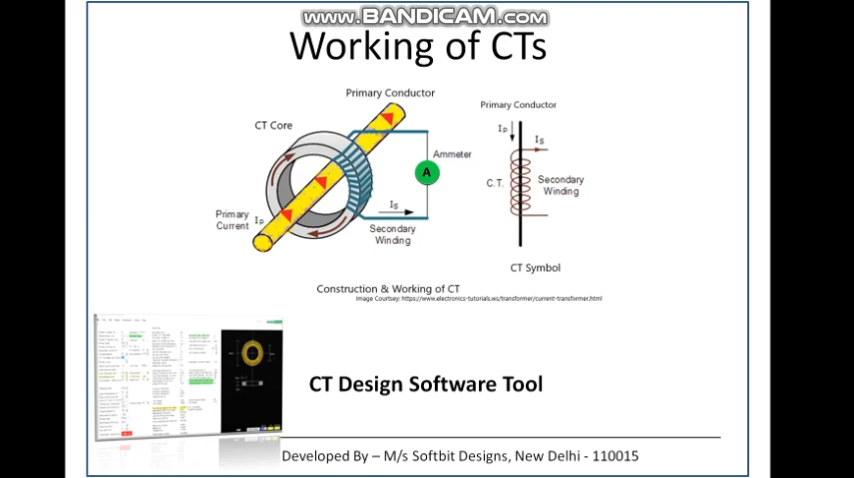 www.BANDICAM.com
Working of CTs
Primary Conductor
CT Core
Ammeter
A
Primary
Current
Ip
Is
Secondary
Winding
Primary Conductor
Ip
Is
C.T.
Secondary
Winding
CT Symbol
Construction & Working of CT
Image Courtsey: https://www.electronics-tutorials.ws/transformer/current-transformer.html
CT Design Software Tool
Developed By – M/s Softbit Designs, New Delhi - 110015